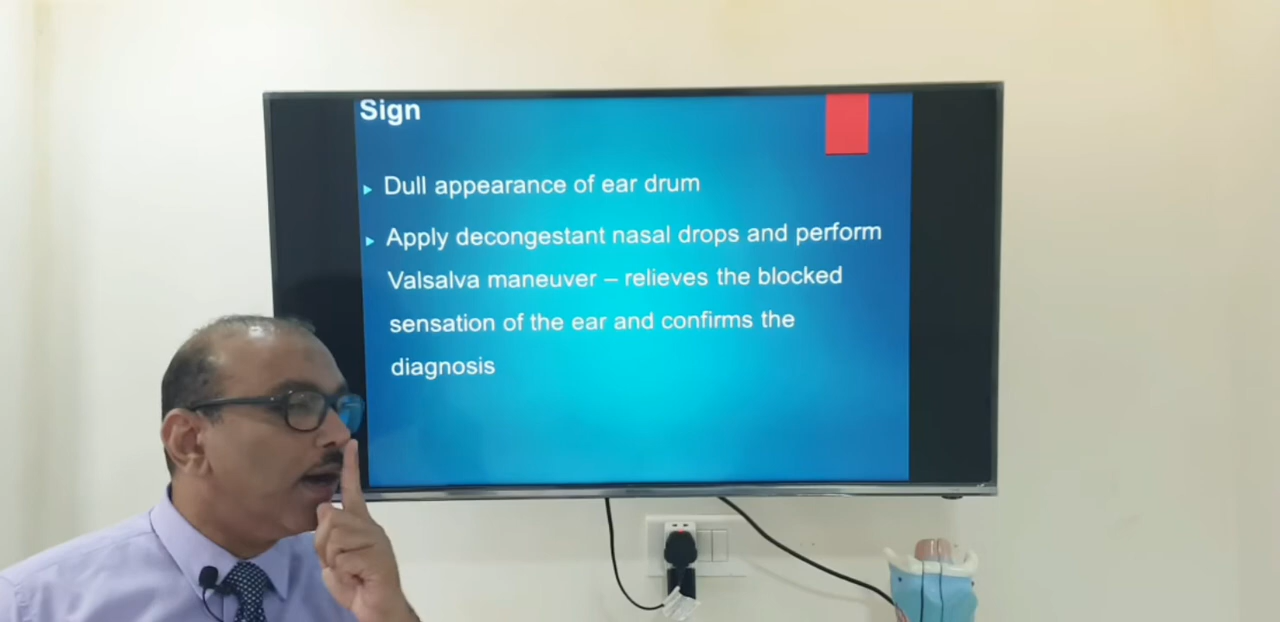 Sign
Dull appearance of ear drum
Apply decongestant nasal drops and perform
Valsalva maneuver – relieves the blocked
sensation of the ear and confirms the
diagnosis